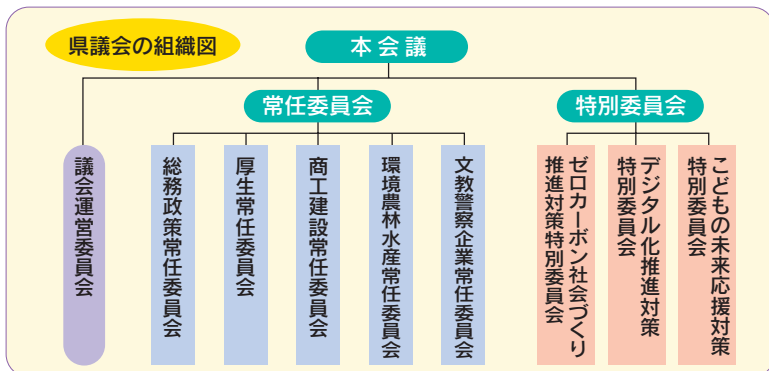 県議会の組織図
本会議
常任委員会
特別委員会
議会運営委員会
総務政策常任委員会
厚生常任委員会
商工建設常任委員会
環境農林水産常任委員会
文教警察企業常任委員会
ゼロカーボン社会づくり
推進対策特別委員会
デジタル化推進対策
特別委員会
こどもの未来応援対策
特別委員会